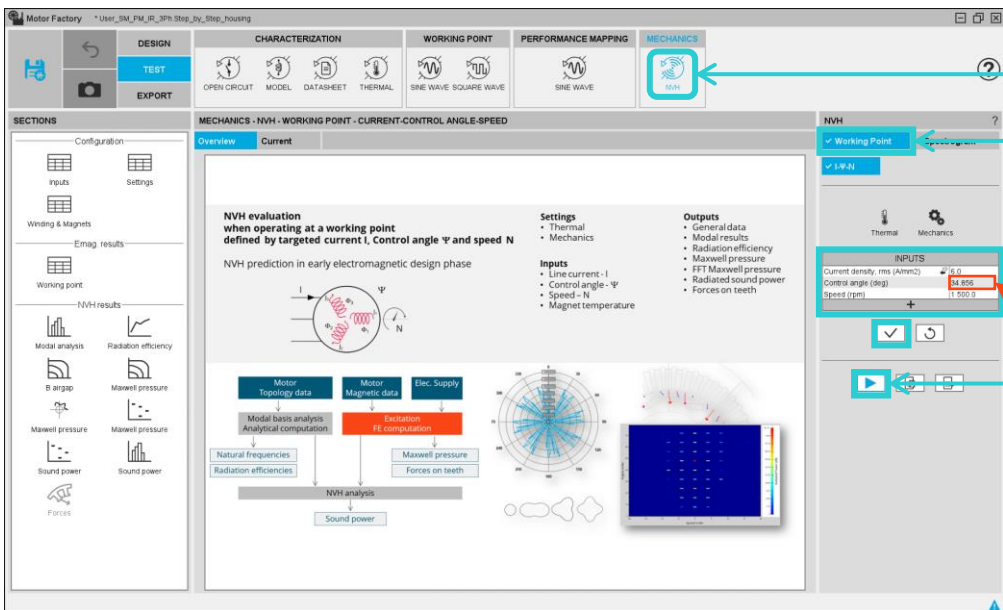 Motor Factory * User_SM_PM_IR_3Ph Step_by_Step_housing
DESIGN
TEST
EXPORT
CHARACTERIZATION
OPEN CIRCUIT MODEL DATASHEET THERMAL
WORKING POINT
SINE WAVE SQUARE WAVE
PERFORMANCE MAPPING
SINE WAVE
MECHANICS
NVH
?
SECTIONS
Configuration
Inputs Settings
Winding & Magnets
Emag. results
Working point
NVH results
Modal analysis Radiation efficiency
B airgap Maxwell pressure
Maxwell pressure Maxwell pressure
Sound power Sound power
Forces
MECHANICS - NVH - WORKING POINT - CURRENT-CONTROL ANGLE-SPEED
Overview Current
NVH evaluation
when operating at a working point
defined by targeted current I, Control angle Ψ and speed N
NVH prediction in early electromagnetic design phase
I Ψ N
Settings
• Thermal
• Mechanics
Inputs
• Line current - I
• Control angle - Ψ
• Speed – N
• Magnet temperature
Outputs
• General data
• Modal results
• Radiation efficiency
• Maxwell pressure
• FFT Maxwell pressure
• Radiated sound power
• Forces on teeth
Motor
Topology data
Motor
Magnetic data
Elec. Supply
Modal basis analysis
Analytical computation
Excitation
FE computation
Natural frequencies
Radiation efficiencies
Maxwell pressure
Forces on teeth
NVH analysis
Sound power
NVH ?
Working Point
I-Ψ-N
Thermal Mechanics
INPUTS
Current density, rms (A/mm2) 6.0
Control angle (deg) 34.856
Speed (rpm) 1 500.0
+